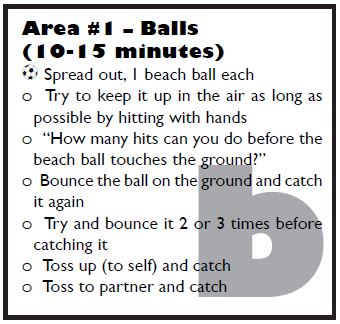 Area #1 – Balls
(10-15 minutes)
Spread out, 1 beach ball each
o Try to keep it up in the air as long as
possible by hitting with hands
o “How many hits can you do before the
beach ball touches the ground?”
o Bounce the ball on the ground and catch
it again
o Try and bounce it 2 or 3 times before
catching it
o Toss up (to self) and catch
o Toss to partner and catch
b